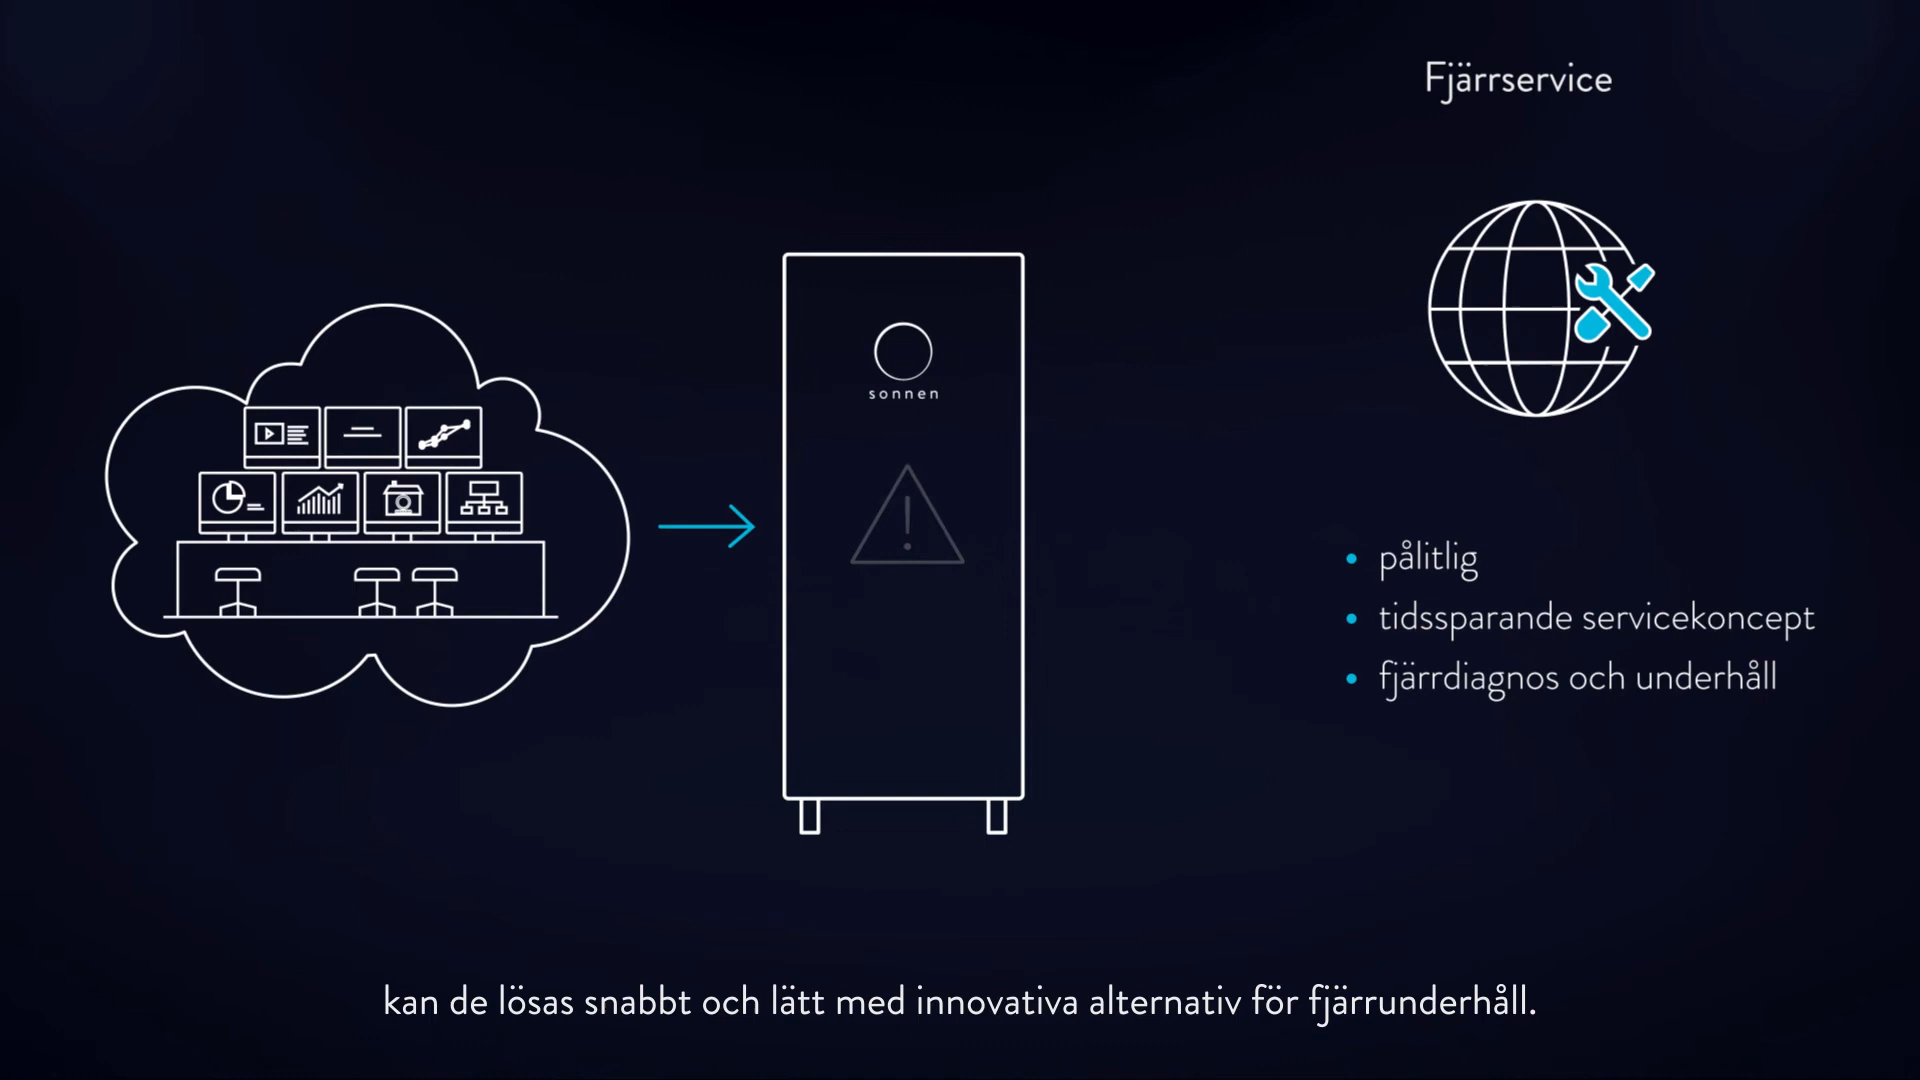 Fjärrservice
sonnen
pålitlig
tidssparande servicekoncept
fjärrdiagnos och underhåll
kan de lösas snabbt och lätt med innovativa alternativ för fjärrunderhåll.